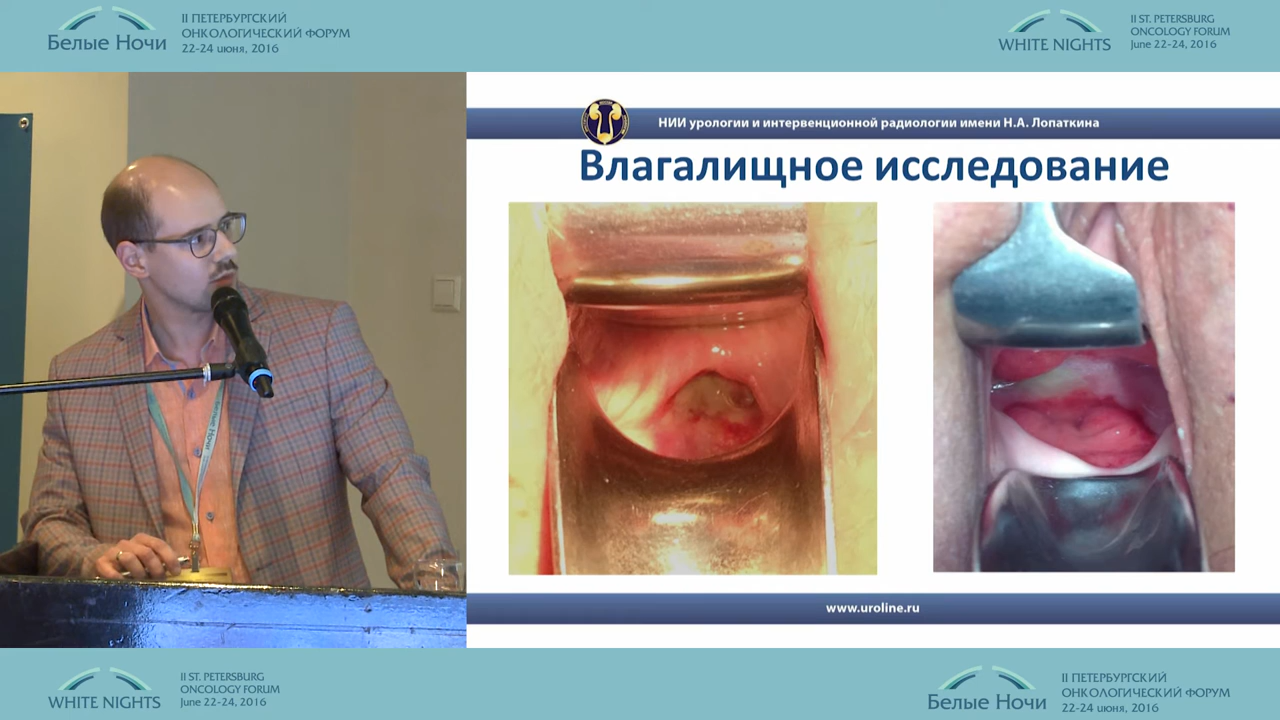 Белые Ночи
II ПЕТЕРБУРГСКИЙ
ОНКОЛОГИЧЕСКИЙ ФОРУМ
22-24 июня, 2016
WHITE NIGHTS
II ST. PETERSBURG
ONCOLOGY FORUM
June 22-24, 2016
НИИ урологии и интервенционной радиологии имени Н.А. Лопаткина
Влагалищное исследование
www.uroline.ru
WHITE NIGHTS
II ST. PETERSBURG
ONCOLOGY FORUM
June 22-24, 2016
Белые Ночи
II ПЕТЕРБУРГСКИЙ
ОНКОЛОГИЧЕСКИЙ ФОРУМ
22-24 июня, 2016